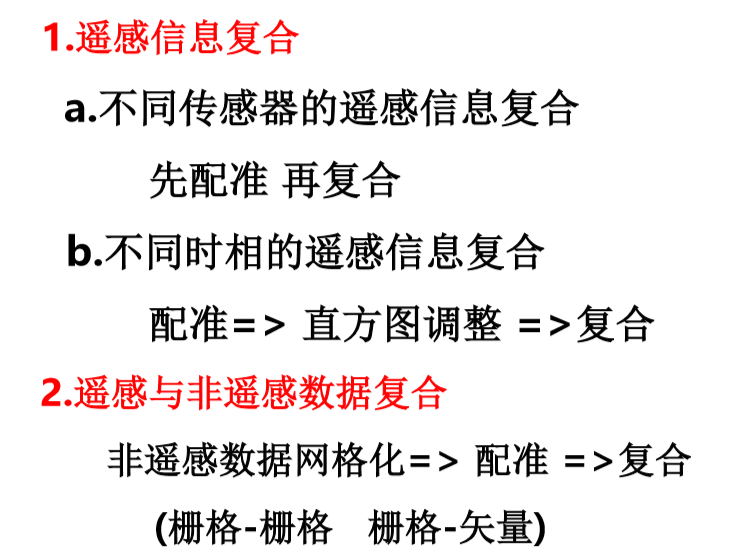 1.遥感信息复合
a.不同传感器的遥感信息复合
先配准 再复合
b.不同时相的遥感信息复合
配准=> 直方图调整 =>复合
2.遥感与非遥感数据复合
非遥感数据网格化=> 配准 =>复合
(栅格-栅格 栅格-矢量)